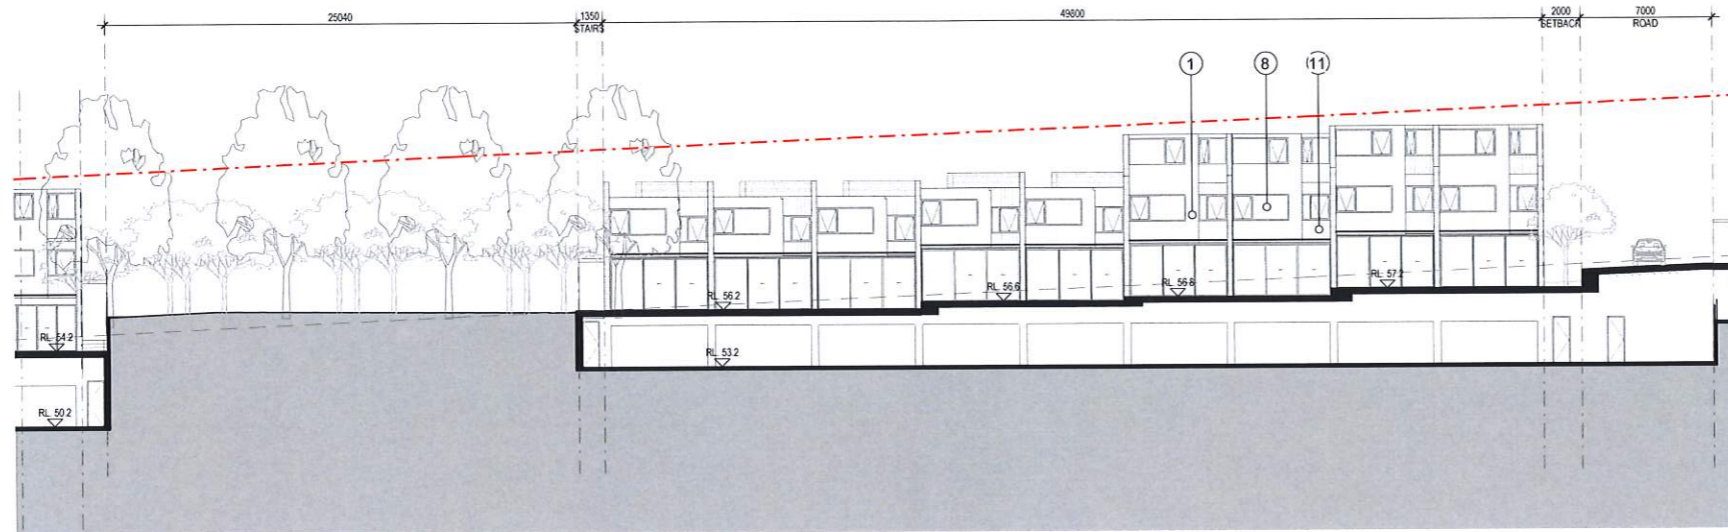 25040
1350
STAIRS
49800
2000
SETBACK
7000
ROAD
1
8
11
RL 57.2
RL 56.8
RL 56.6
RL 56.2
RL 54.2
RL 53.2
RL 50.2